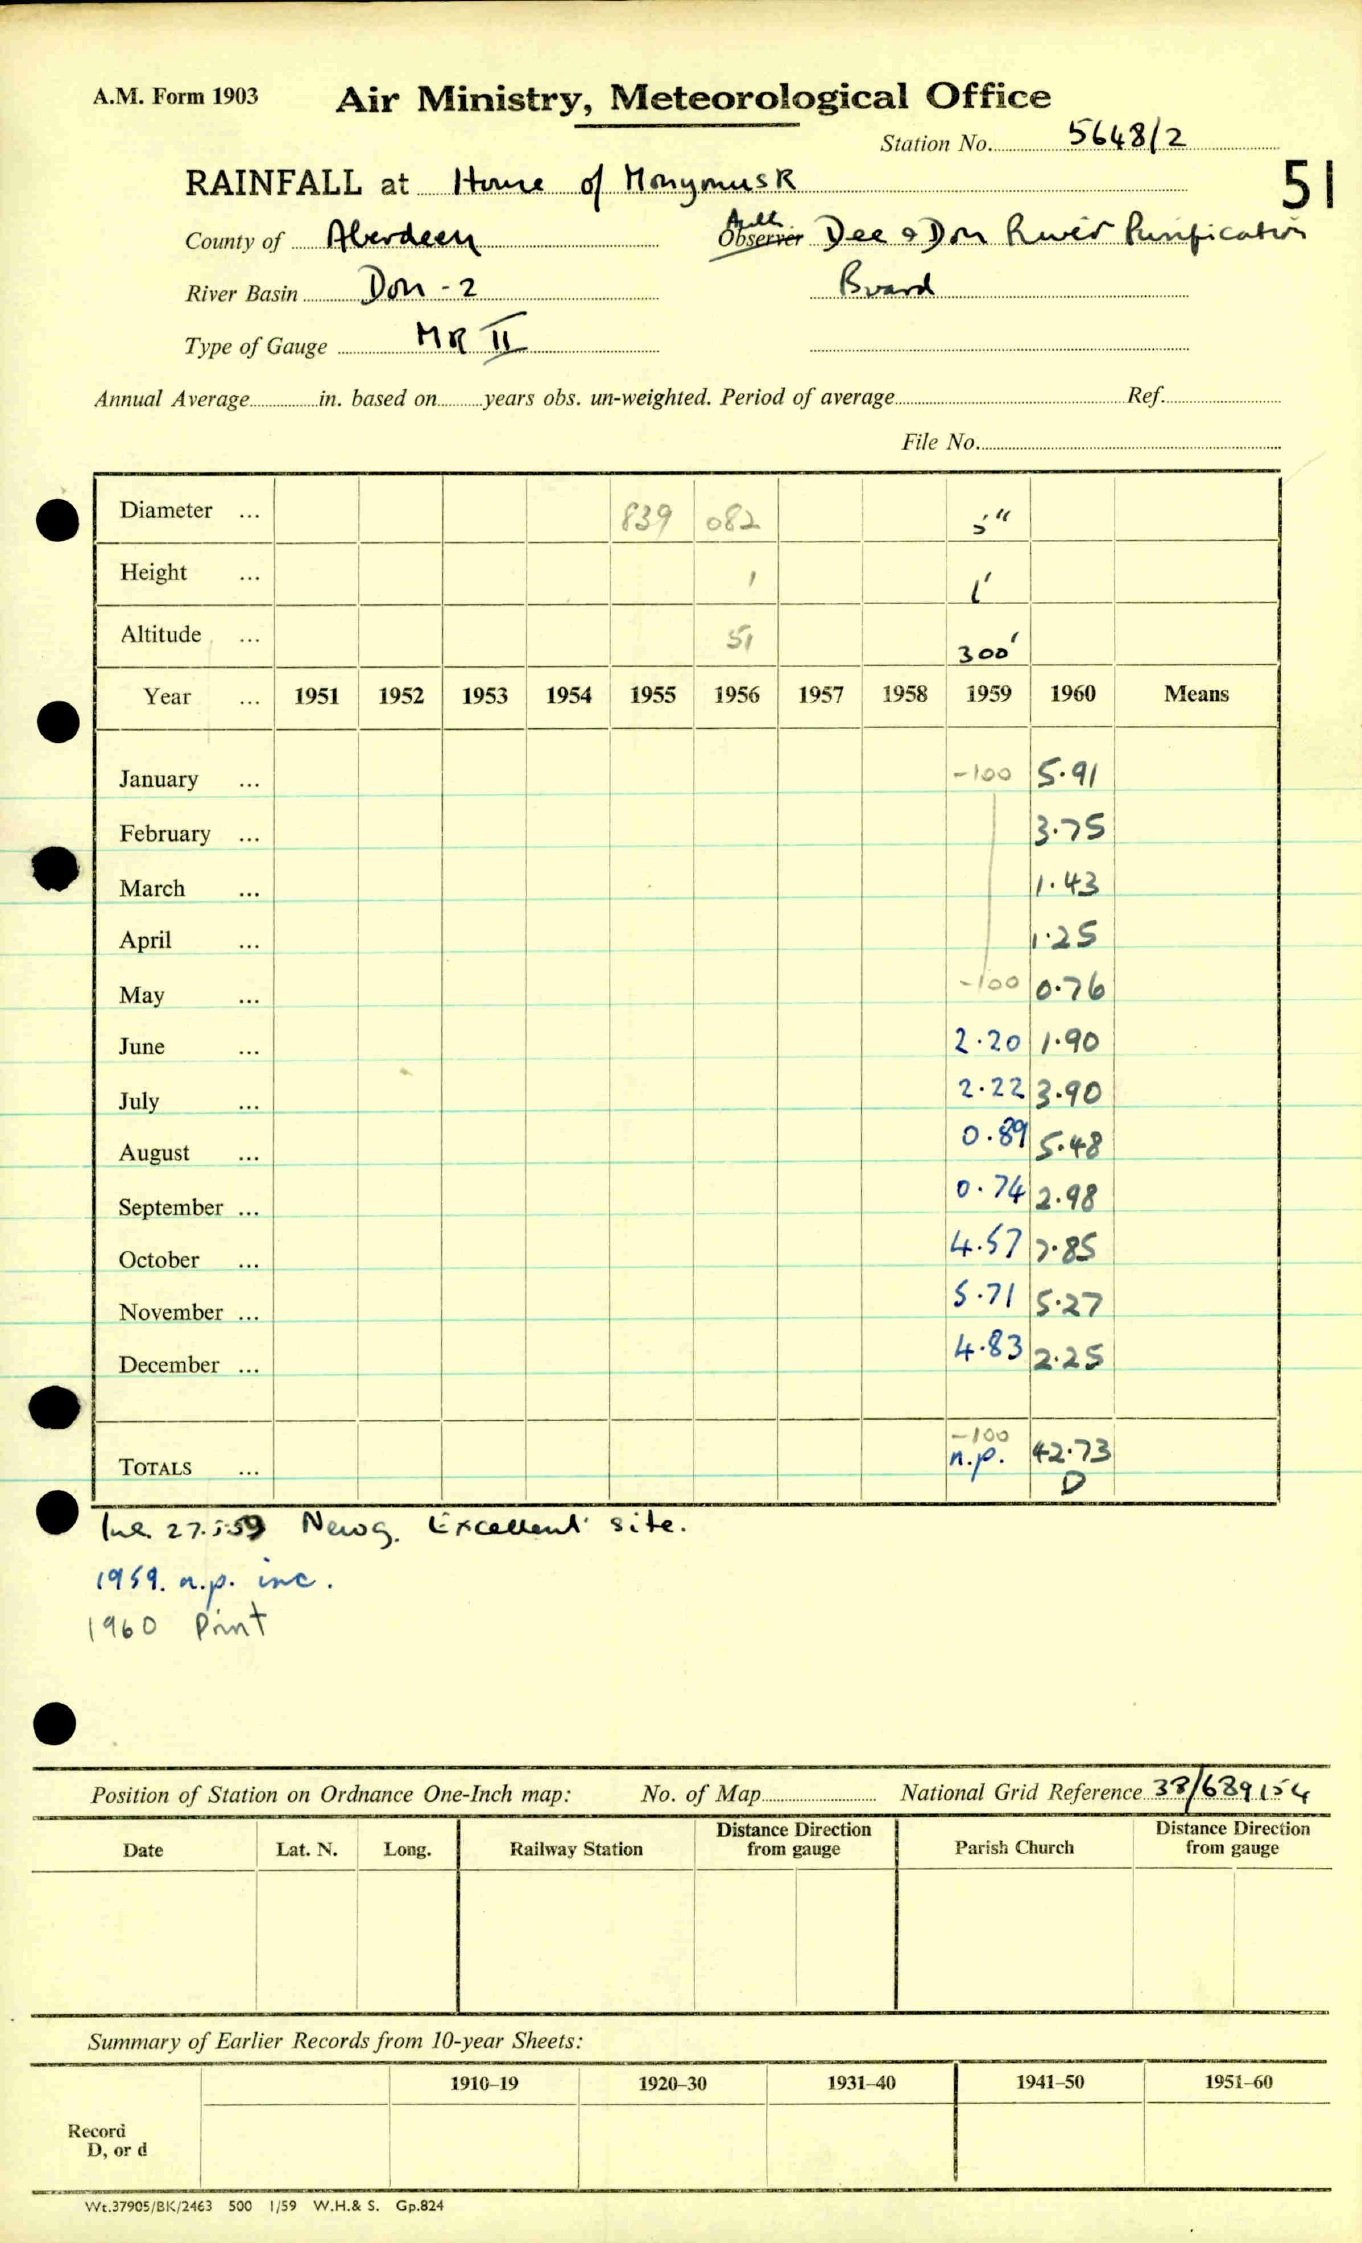 A.M. Form 1903
Air Ministry, Meteorological Office
Station No. 5648/2
51
RAINFALL at House of Monymusk
County of Aberdeen
Auth
Observer Dee & Don River Purification
River Basin Don - 2
Board
Type of Gauge MR II
Annual Average in. based on years obs. un-weighted. Period of average Ref.
File No.
Diameter ... 839 082 5"
Height ... 1 1'
Altitude ... 51 300'
Year ... 1951 1952 1953 1954 1955 1956 1957 1958 1959 1960 Means
January ... -100 5.91
February ... 3.75
March ... 1.43
April ... 1.25
May ... -100 0.76
June ... 2.20 1.90
July ... 2.22 3.90
August ... 0.89 5.48
September ... 0.74 2.98
October ... 4.57 7.85
November ... 5.71 5.27
December ... 4.83 2.25
-100
TOTALS ... n.p. 42.73
D
27.5.59 New g. Excellent site.
1959. n.p. inc.
1960 Print
Position of Station on Ordnance One-Inch map: No. of Map National Grid Reference 38/689154
Date Lat. N. Long. Railway Station Distance Direction from gauge Parish Church Distance Direction from gauge
Summary of Earlier Records from 10-year Sheets:
1910–19 1920–30 1931–40 1941–50 1951–60
Record
D, or d
Wt.37905/BK/2463 500 1/59 W.H.& S. Gp.824